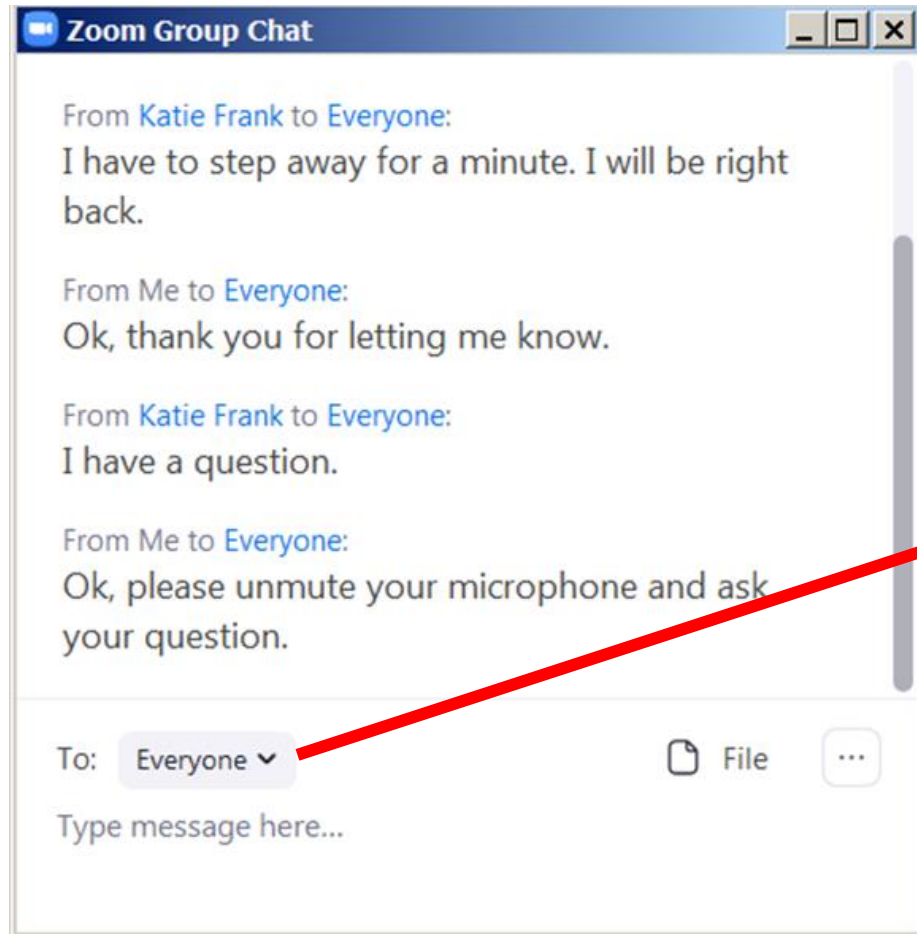 Zoom Group Chat
From Katie Frank to Everyone:
I have to step away for a minute. I will be right
back.
From Me to Everyone:
Ok, thank you for letting me know.
From Katie Frank to Everyone:
I have a question.
From Me to Everyone:
Ok, please unmute your microphone and ask
your question.
To: Everyone File ...
Type message here...